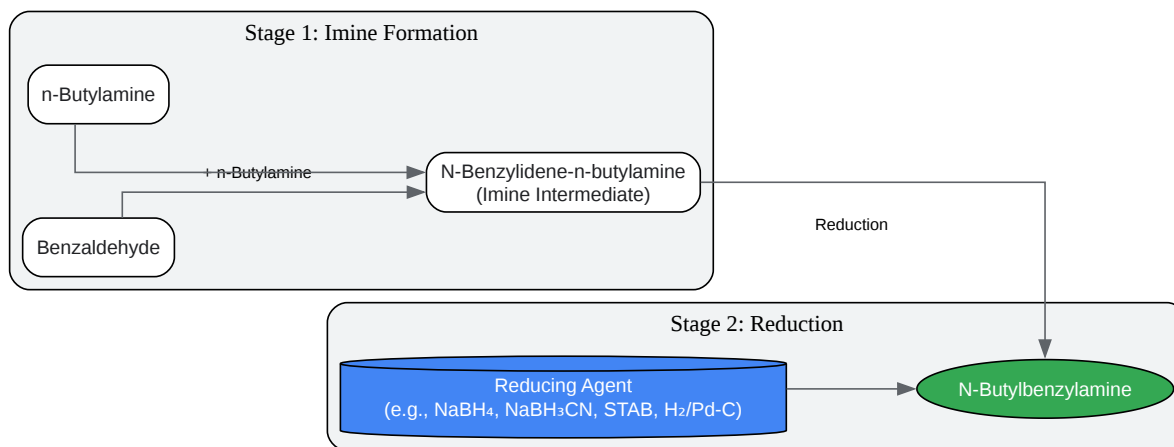 Stage 1: Imine Formation
n-Butylamine
+ n-Butylamine
N-Benzylidene-n-butylamine
(Imine Intermediate)
Benzaldehyde
Reduction
Stage 2: Reduction
Reducing Agent
(e.g., NaBH₄, NaBH₃CN, STAB, H₂/Pd-C)
N-Butylbenzylamine